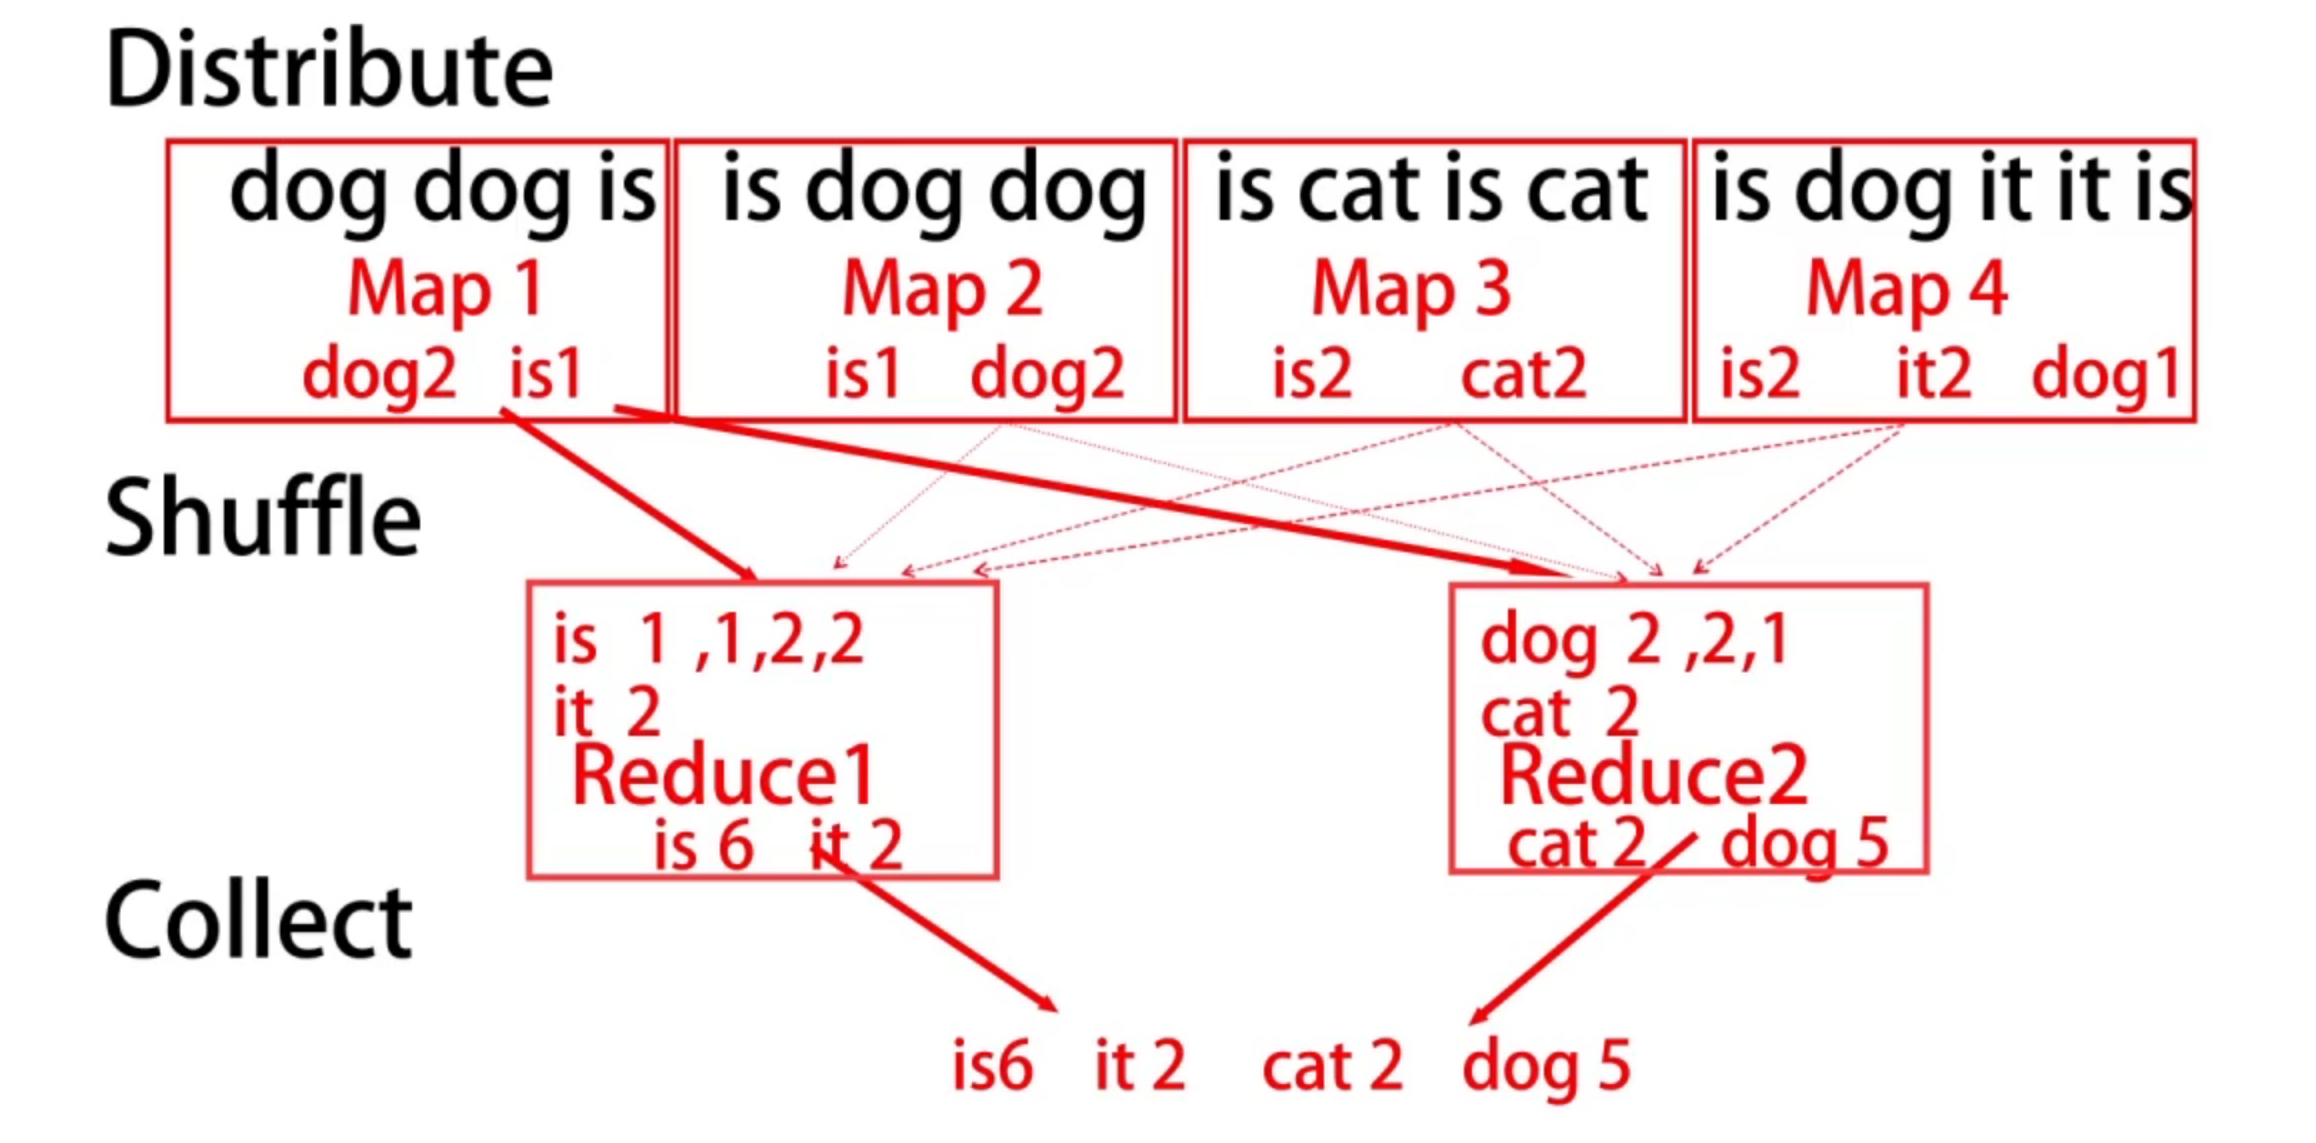 Distribute
dog dog is
Map 1
dog2 is1
is dog dog
Map 2
is1 dog2
is cat is cat
Map 3
is2 cat2
is dog it it is
Map 4
is2 it2 dog1
Shuffle
is 1 ,1,2,2
it 2
Reduce1
is 6 it 2
dog 2 ,2,1
cat 2
Reduce2
cat 2 dog 5
Collect
is6 it 2 cat 2 dog 5